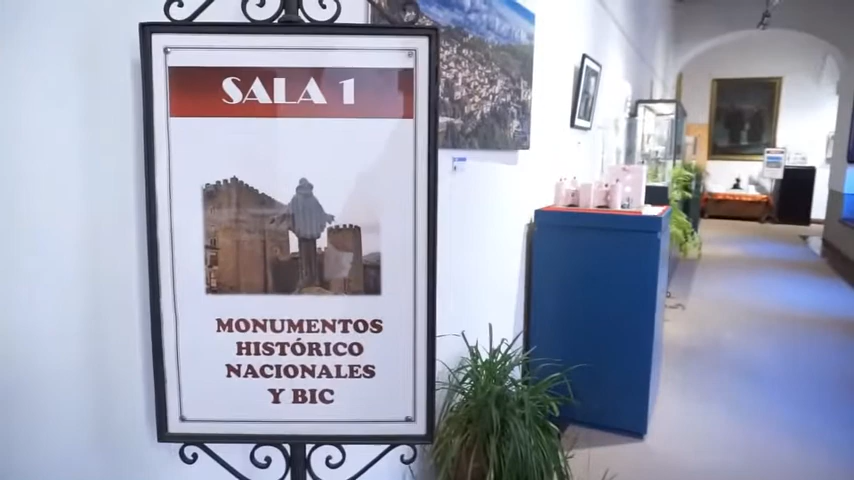 SALA 1
MONUMENTOS
HISTÓRICO
NACIONALES
Y BIC